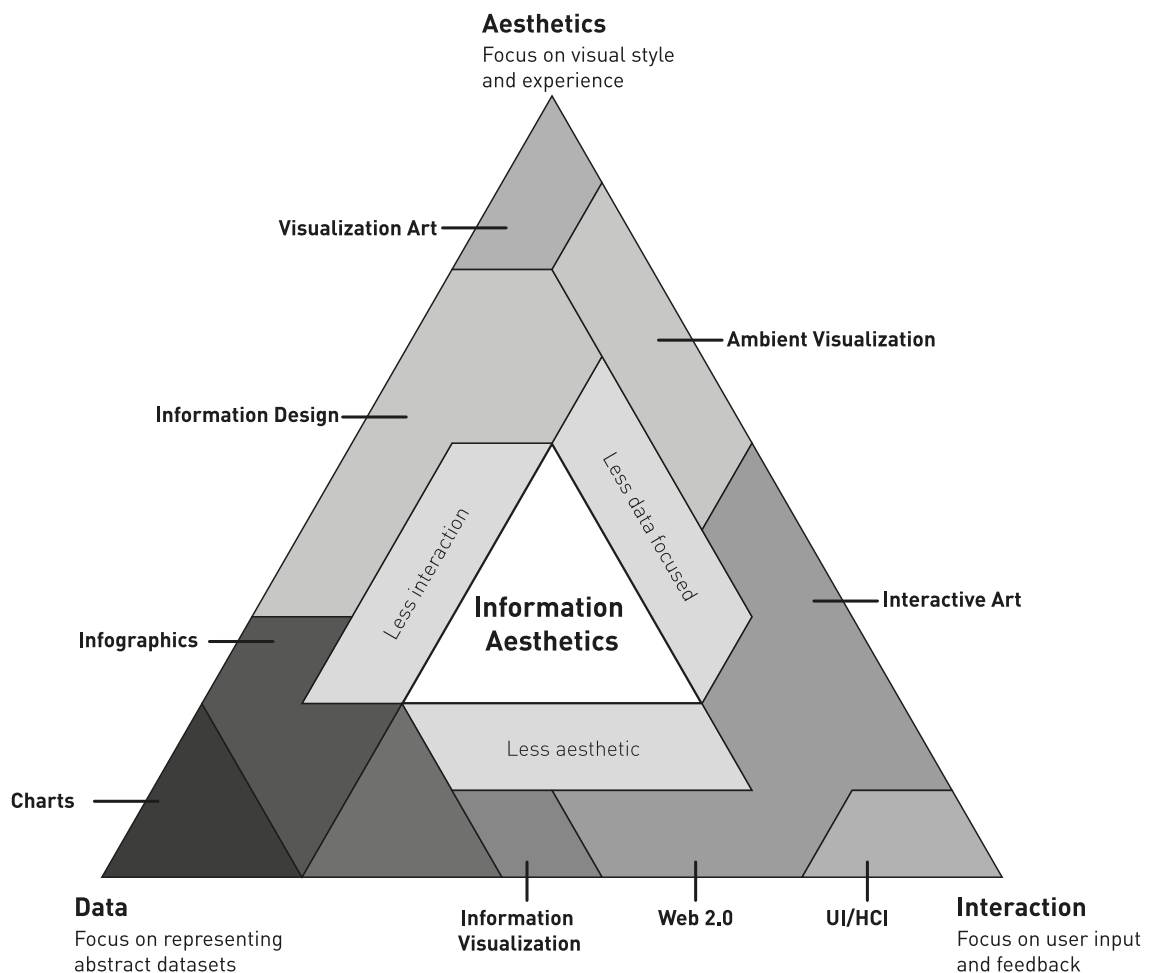 Aesthetics
Focus on visual style
and experience
Visualization Art
Ambient Visualization
Information Design
Less interaction
Less data focused
Information
Aesthetics
Interactive Art
Infographics
Less aesthetic
Charts
Data
Focus on representing
abstract datasets
Information
Visualization
Web 2.0
UI/HCI
Interaction
Focus on user input
and feedback